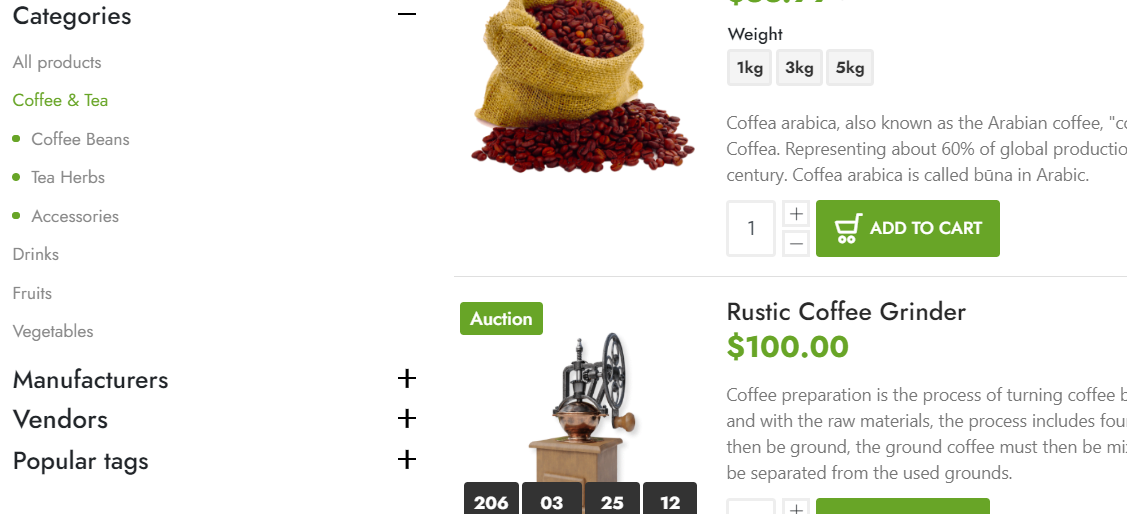 Categories
All products
Coffee & Tea
Coffee Beans
Tea Herbs
Accessories
Drinks
Fruits
Vegetables
Manufacturers
Vendors
Popular tags
Weight
1kg 3kg 5kg
Coffea arabica, also known as the Arabian coffee,
Coffea. Representing about 60% of global
century. Coffea arabica is called būna in Arabic.
1 + − ADD TO CART
Auction
Rustic Coffee Grinder
$100.00
Coffee preparation is the process of turning coffee
and with the raw materials, the process includes
then be ground, the ground coffee must then be
be separated from the used grounds.
206 03 25 12
+